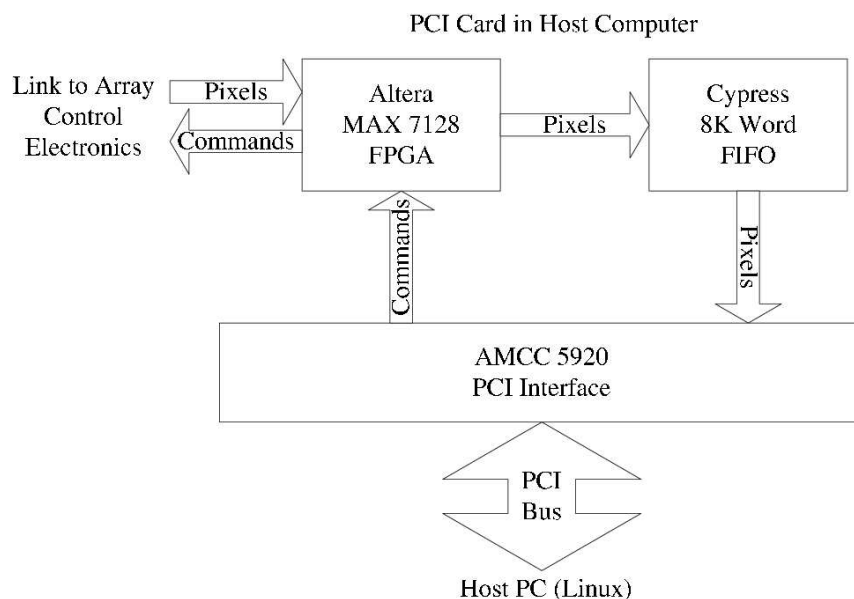 PCI Card in Host Computer
Link to Array
Control
Electronics
Pixels
Commands
Altera
MAX 7128
FPGA
Pixels
Cypress
8K Word
FIFO
Commands
Pixels
AMCC 5920
PCI Interface
PCI
Bus
Host PC (Linux)